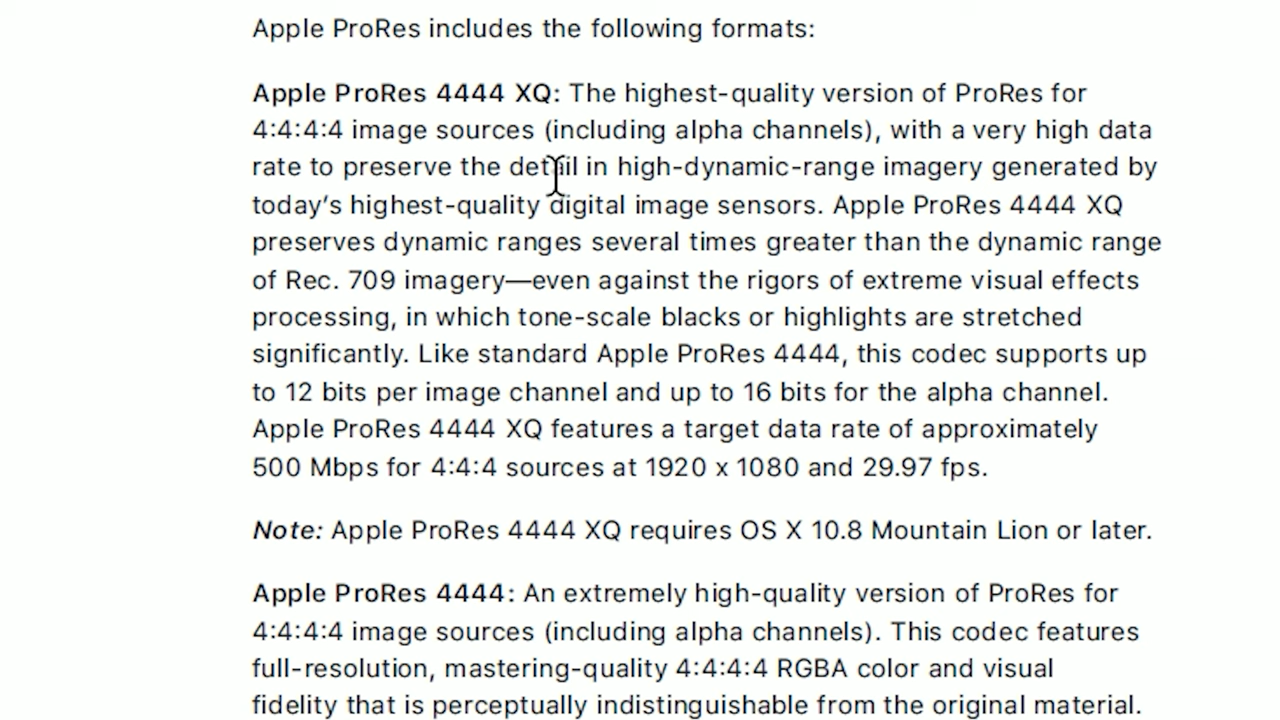 Apple ProRes includes the following formats:
Apple ProRes 4444 XQ: The highest-quality version of ProRes for
4:4:4:4 image sources (including alpha channels), with a very high data
rate to preserve the detail in high-dynamic-range imagery generated by
today’s highest-quality digital image sensors. Apple ProRes 4444 XQ
preserves dynamic ranges several times greater than the dynamic range
of Rec. 709 imagery—even against the rigors of extreme visual effects
processing, in which tone-scale blacks or highlights are stretched
significantly. Like standard Apple ProRes 4444, this codec supports up
to 12 bits per image channel and up to 16 bits for the alpha channel.
Apple ProRes 4444 XQ features a target data rate of approximately
500 Mbps for 4:4:4 sources at 1920 x 1080 and 29.97 fps.
Note: Apple ProRes 4444 XQ requires OS X 10.8 Mountain Lion or later.
Apple ProRes 4444: An extremely high-quality version of ProRes for
4:4:4:4 image sources (including alpha channels). This codec features
full-resolution, mastering-quality 4:4:4:4 RGBA color and visual
fidelity that is perceptually indistinguishable from the original material.